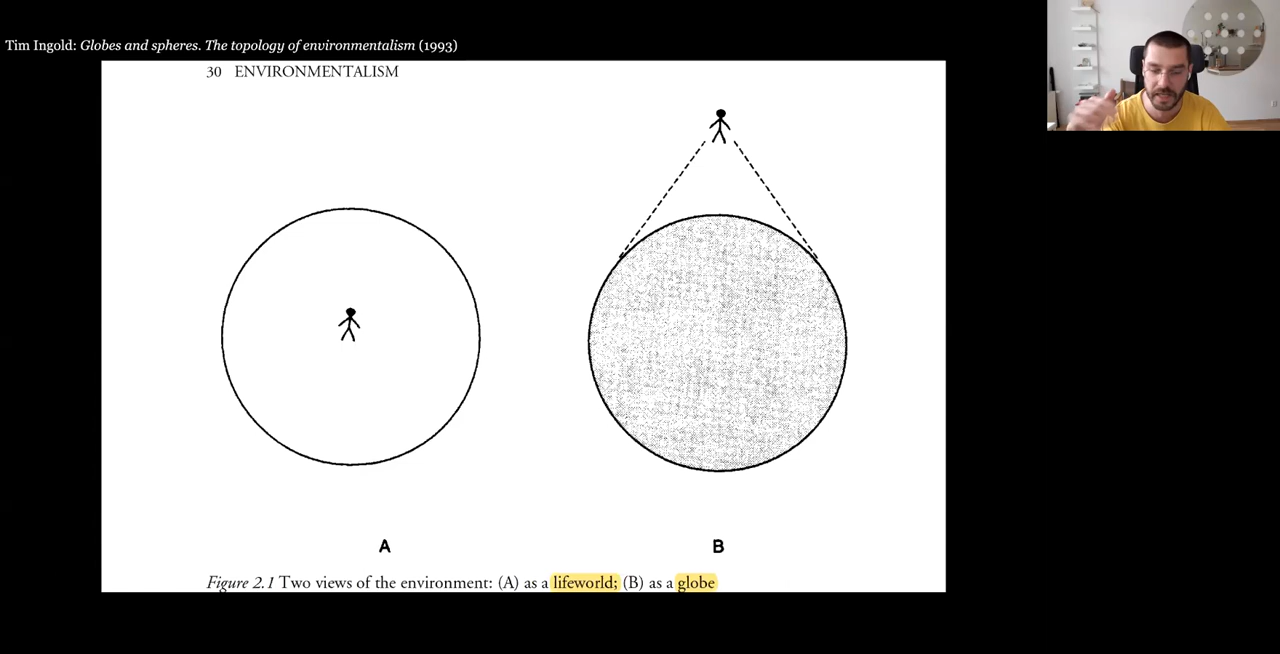 Tim Ingold: Globes and spheres. The topology of environmentalism (1993)
30 ENVIRONMENTALISM
A
B
Figure 2.1 Two views of the environment: (A) as a lifeworld; (B) as a globe